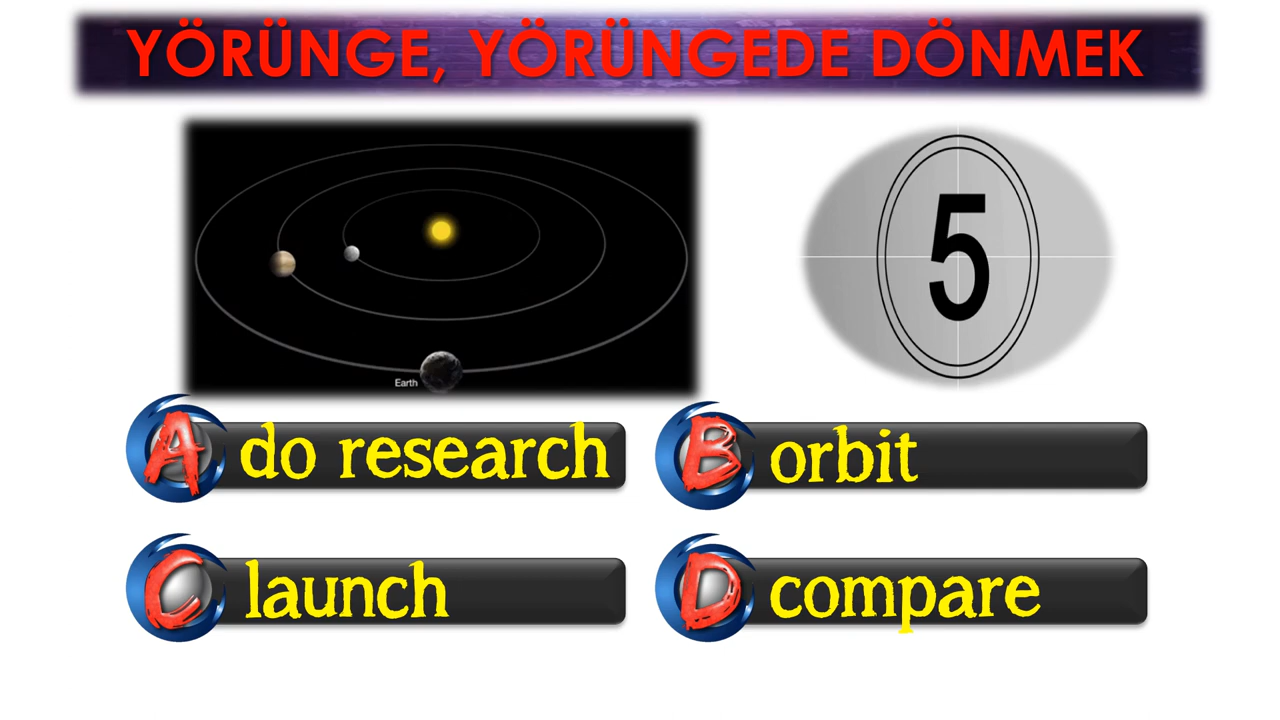 YÖRÜNGE, YÖRÜNGEDE DÖNMEK
5
Earth
A do research
B orbit
C launch
D compare